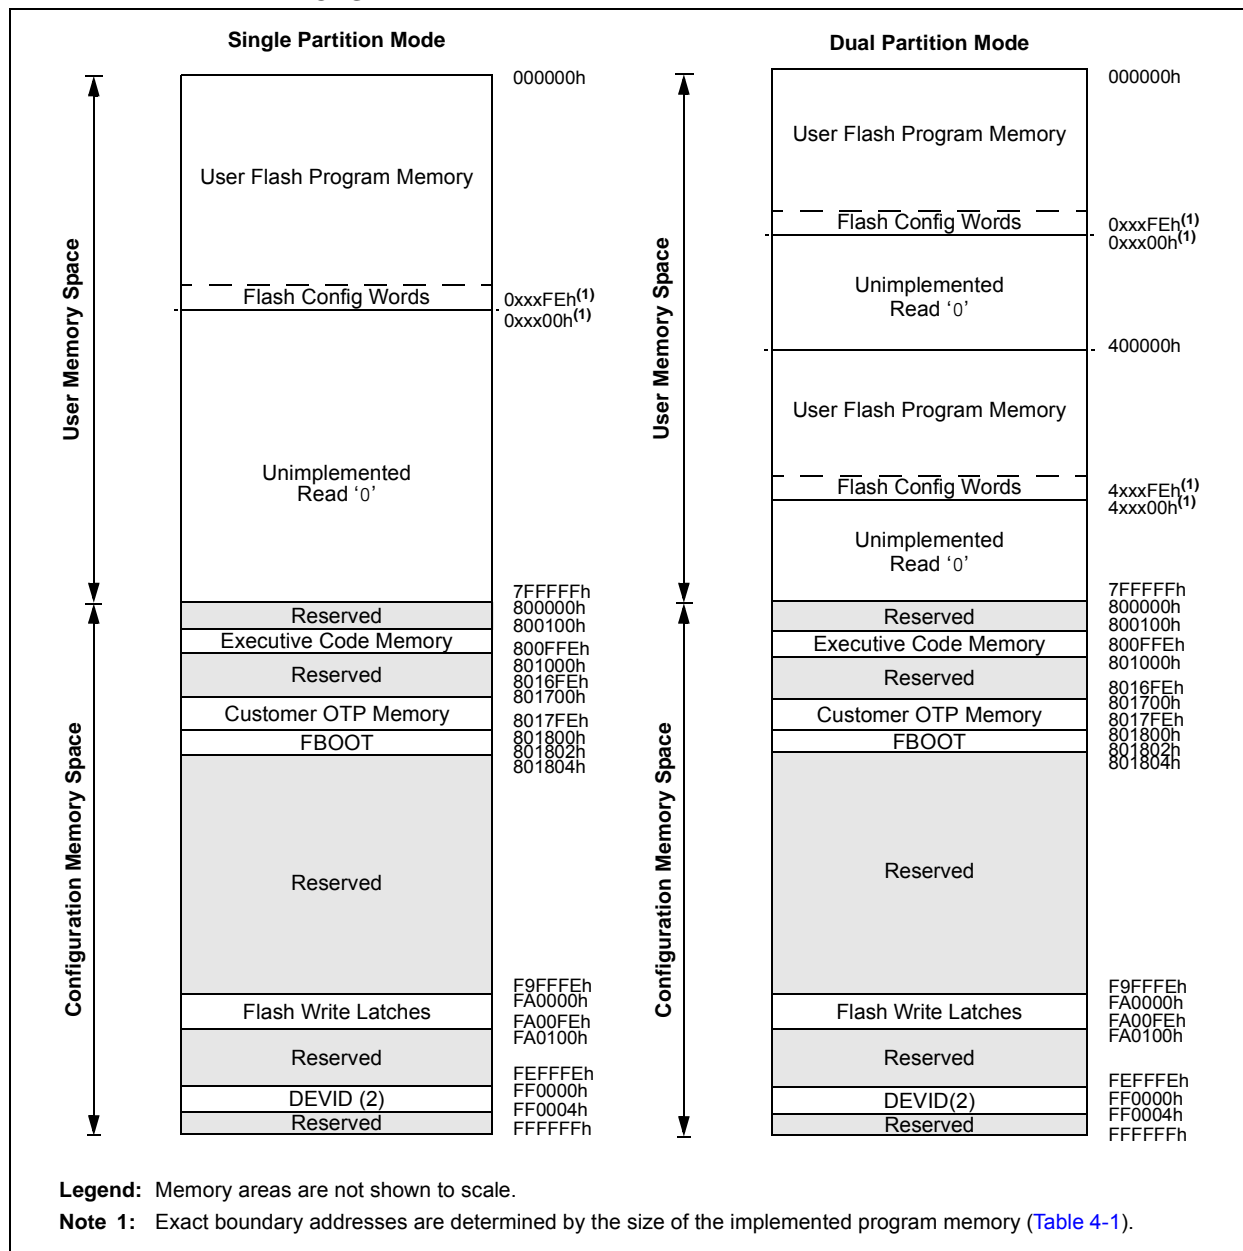 Single Partition Mode
User Memory Space
Configuration Memory Space
000000h
User Flash Program Memory
Flash Config Words
0xxxFEh(1)
0xxx00h(1)
Unimplemented
Read ‘0’
7FFFFFh
800000h
Reserved
800100h
Executive Code Memory
800FFEh
801000h
Reserved
8016FEh
801700h
Customer OTP Memory
8017FEh
801800h
FBOOT
801802h
801804h
Reserved
F9FFFEh
FA0000h
Flash Write Latches
FA00FEh
FA0100h
Reserved
FEFFFEh
FF0000h
DEVID (2)
FF0004h
Reserved
FFFFFFh
Dual Partition Mode
User Memory Space
Configuration Memory Space
000000h
User Flash Program Memory
Flash Config Words
0xxxFEh(1)
0xxx00h(1)
Unimplemented
Read ‘0’
400000h
User Flash Program Memory
Flash Config Words
4xxxFEh(1)
4xxx00h(1)
Unimplemented
Read ‘0’
7FFFFFh
800000h
Reserved
800100h
Executive Code Memory
800FFEh
801000h
Reserved
8016FEh
801700h
Customer OTP Memory
8017FEh
801800h
FBOOT
801802h
801804h
Reserved
F9FFFEh
FA0000h
Flash Write Latches
FA00FEh
FA0100h
Reserved
FEFFFEh
FF0000h
DEVID(2)
FF0004h
Reserved
FFFFFFh
Legend: Memory areas are not shown to scale.
Note 1: Exact boundary addresses are determined by the size of the implemented program memory (Table 4-1).